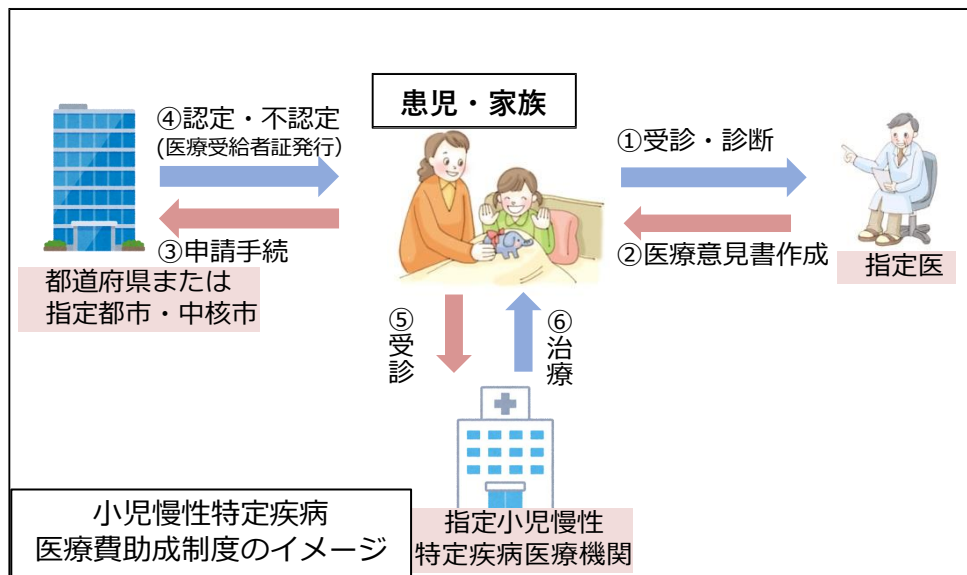 患児・家族
④認定・不認定
(医療受給者証発行)
①受診・診断
③申請手続
②医療意見書作成
都道府県または
指定都市・中核市
指定医
⑤受診
⑥治療
小児慢性特定疾病
医療費助成制度のイメージ
指定小児慢性
特定疾病医療機関